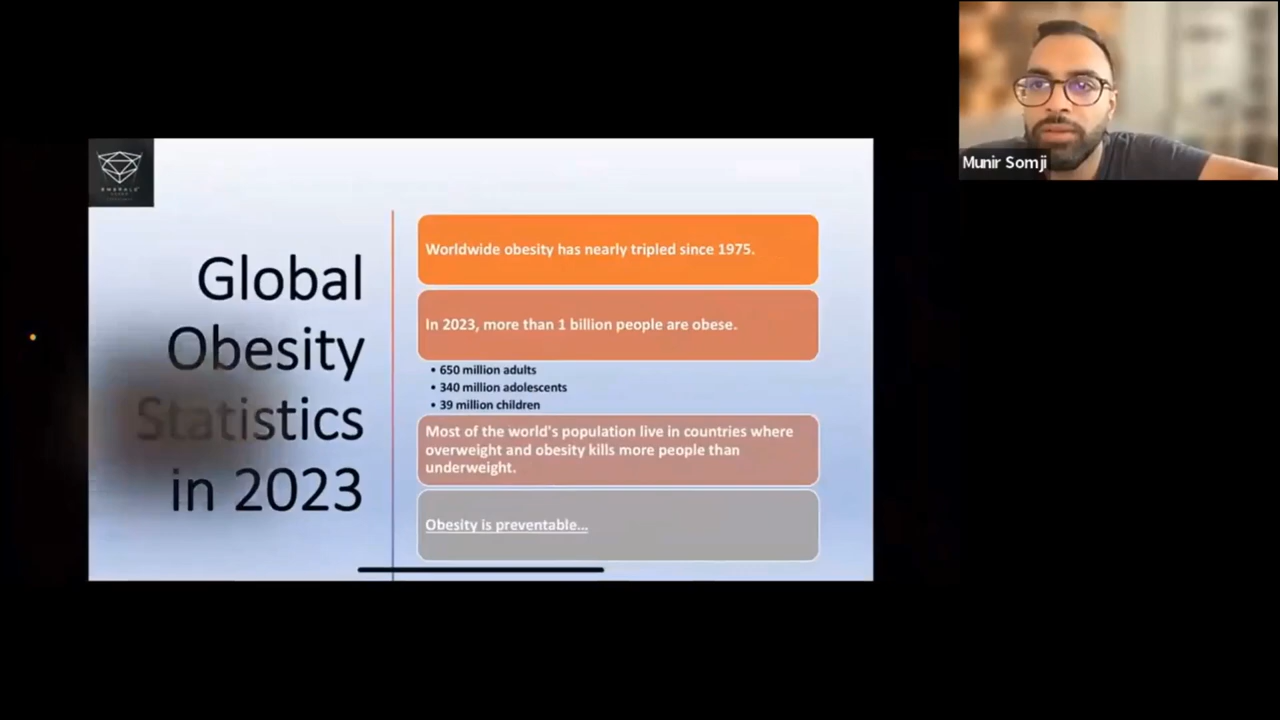 Munir Somji
EMERALD
Global
Obesity
Statistics
in 2023
Worldwide obesity has nearly tripled since 1975.
In 2023, more than 1 billion people are obese.
• 650 million adults
• 340 million adolescents
• 39 million children
Most of the world's population live in countries where
overweight and obesity kills more people than
underweight.
Obesity is preventable...